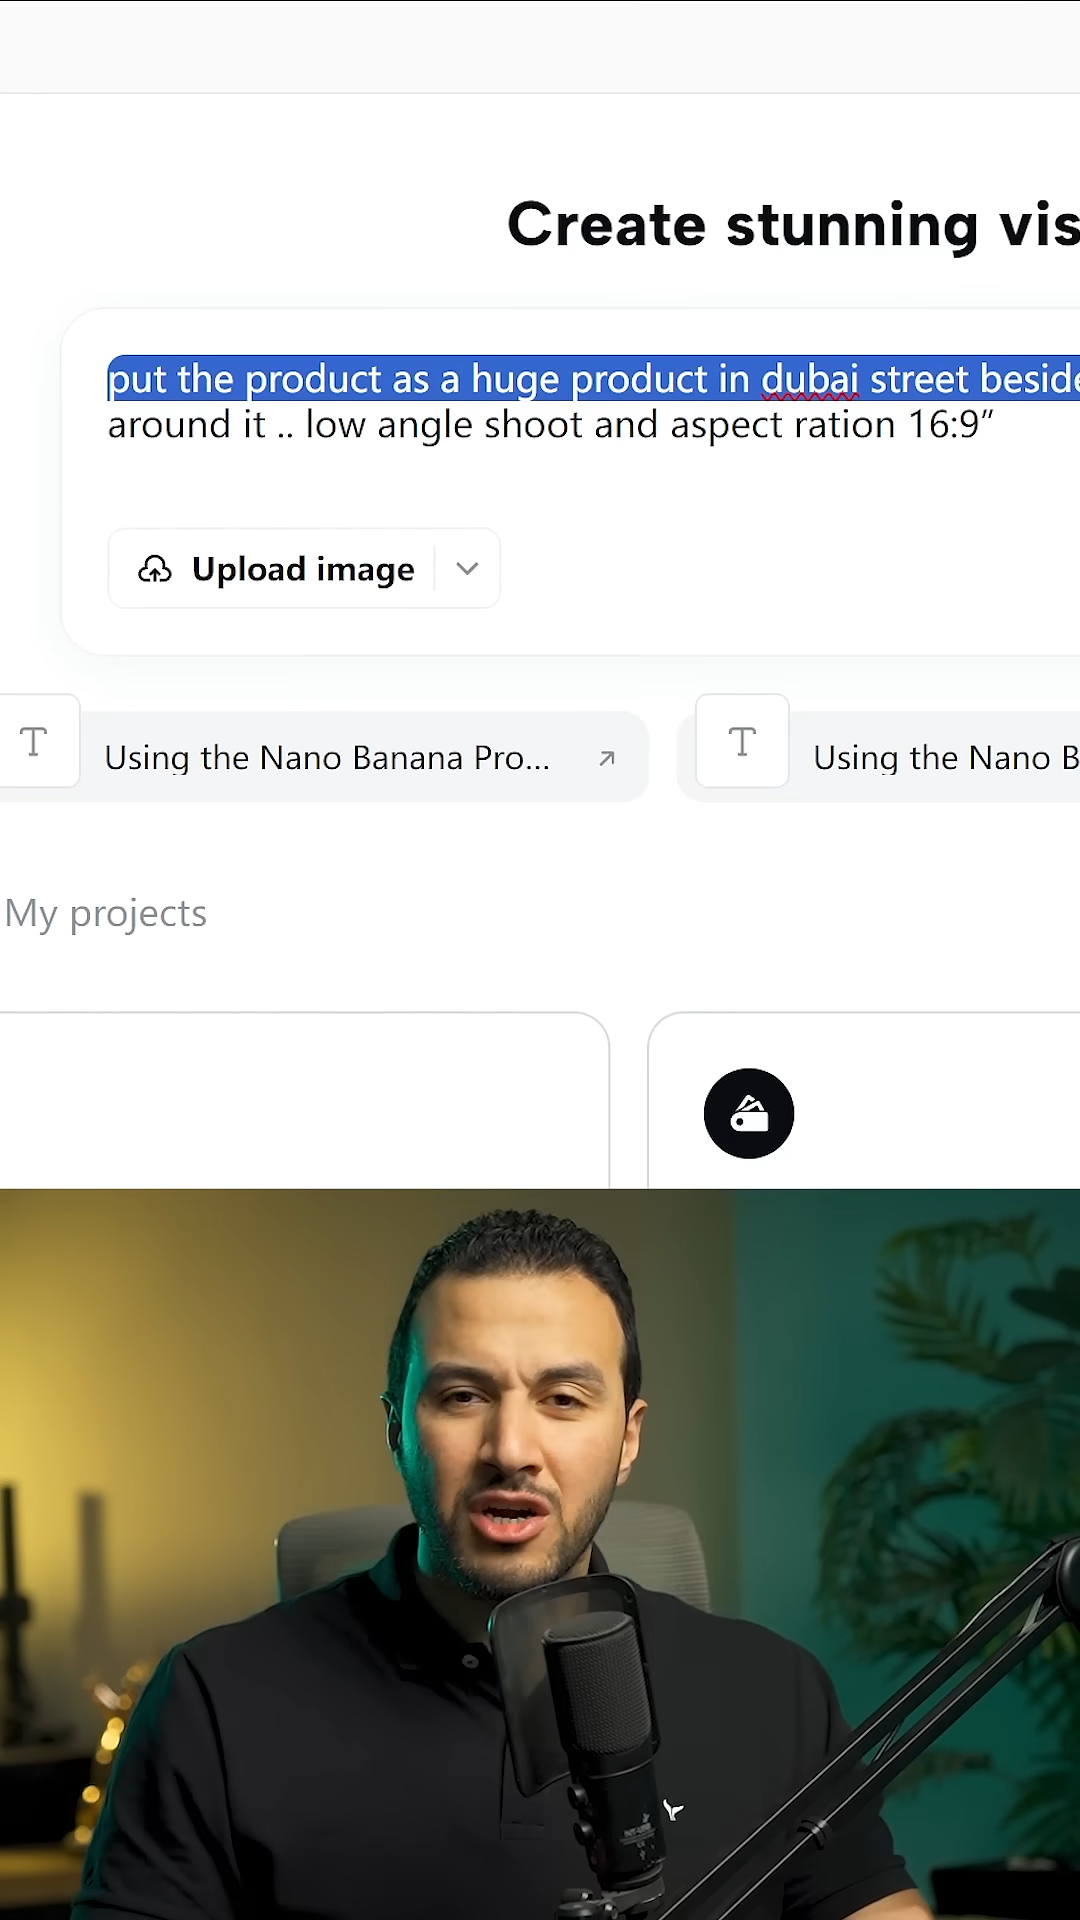 Create stunning vis
put the product as a huge product in dubai street beside
around it .. low angle shoot and aspect ration 16:9”
Upload image
T Using the Nano Banana Pro...
T Using the Nano B
My projects